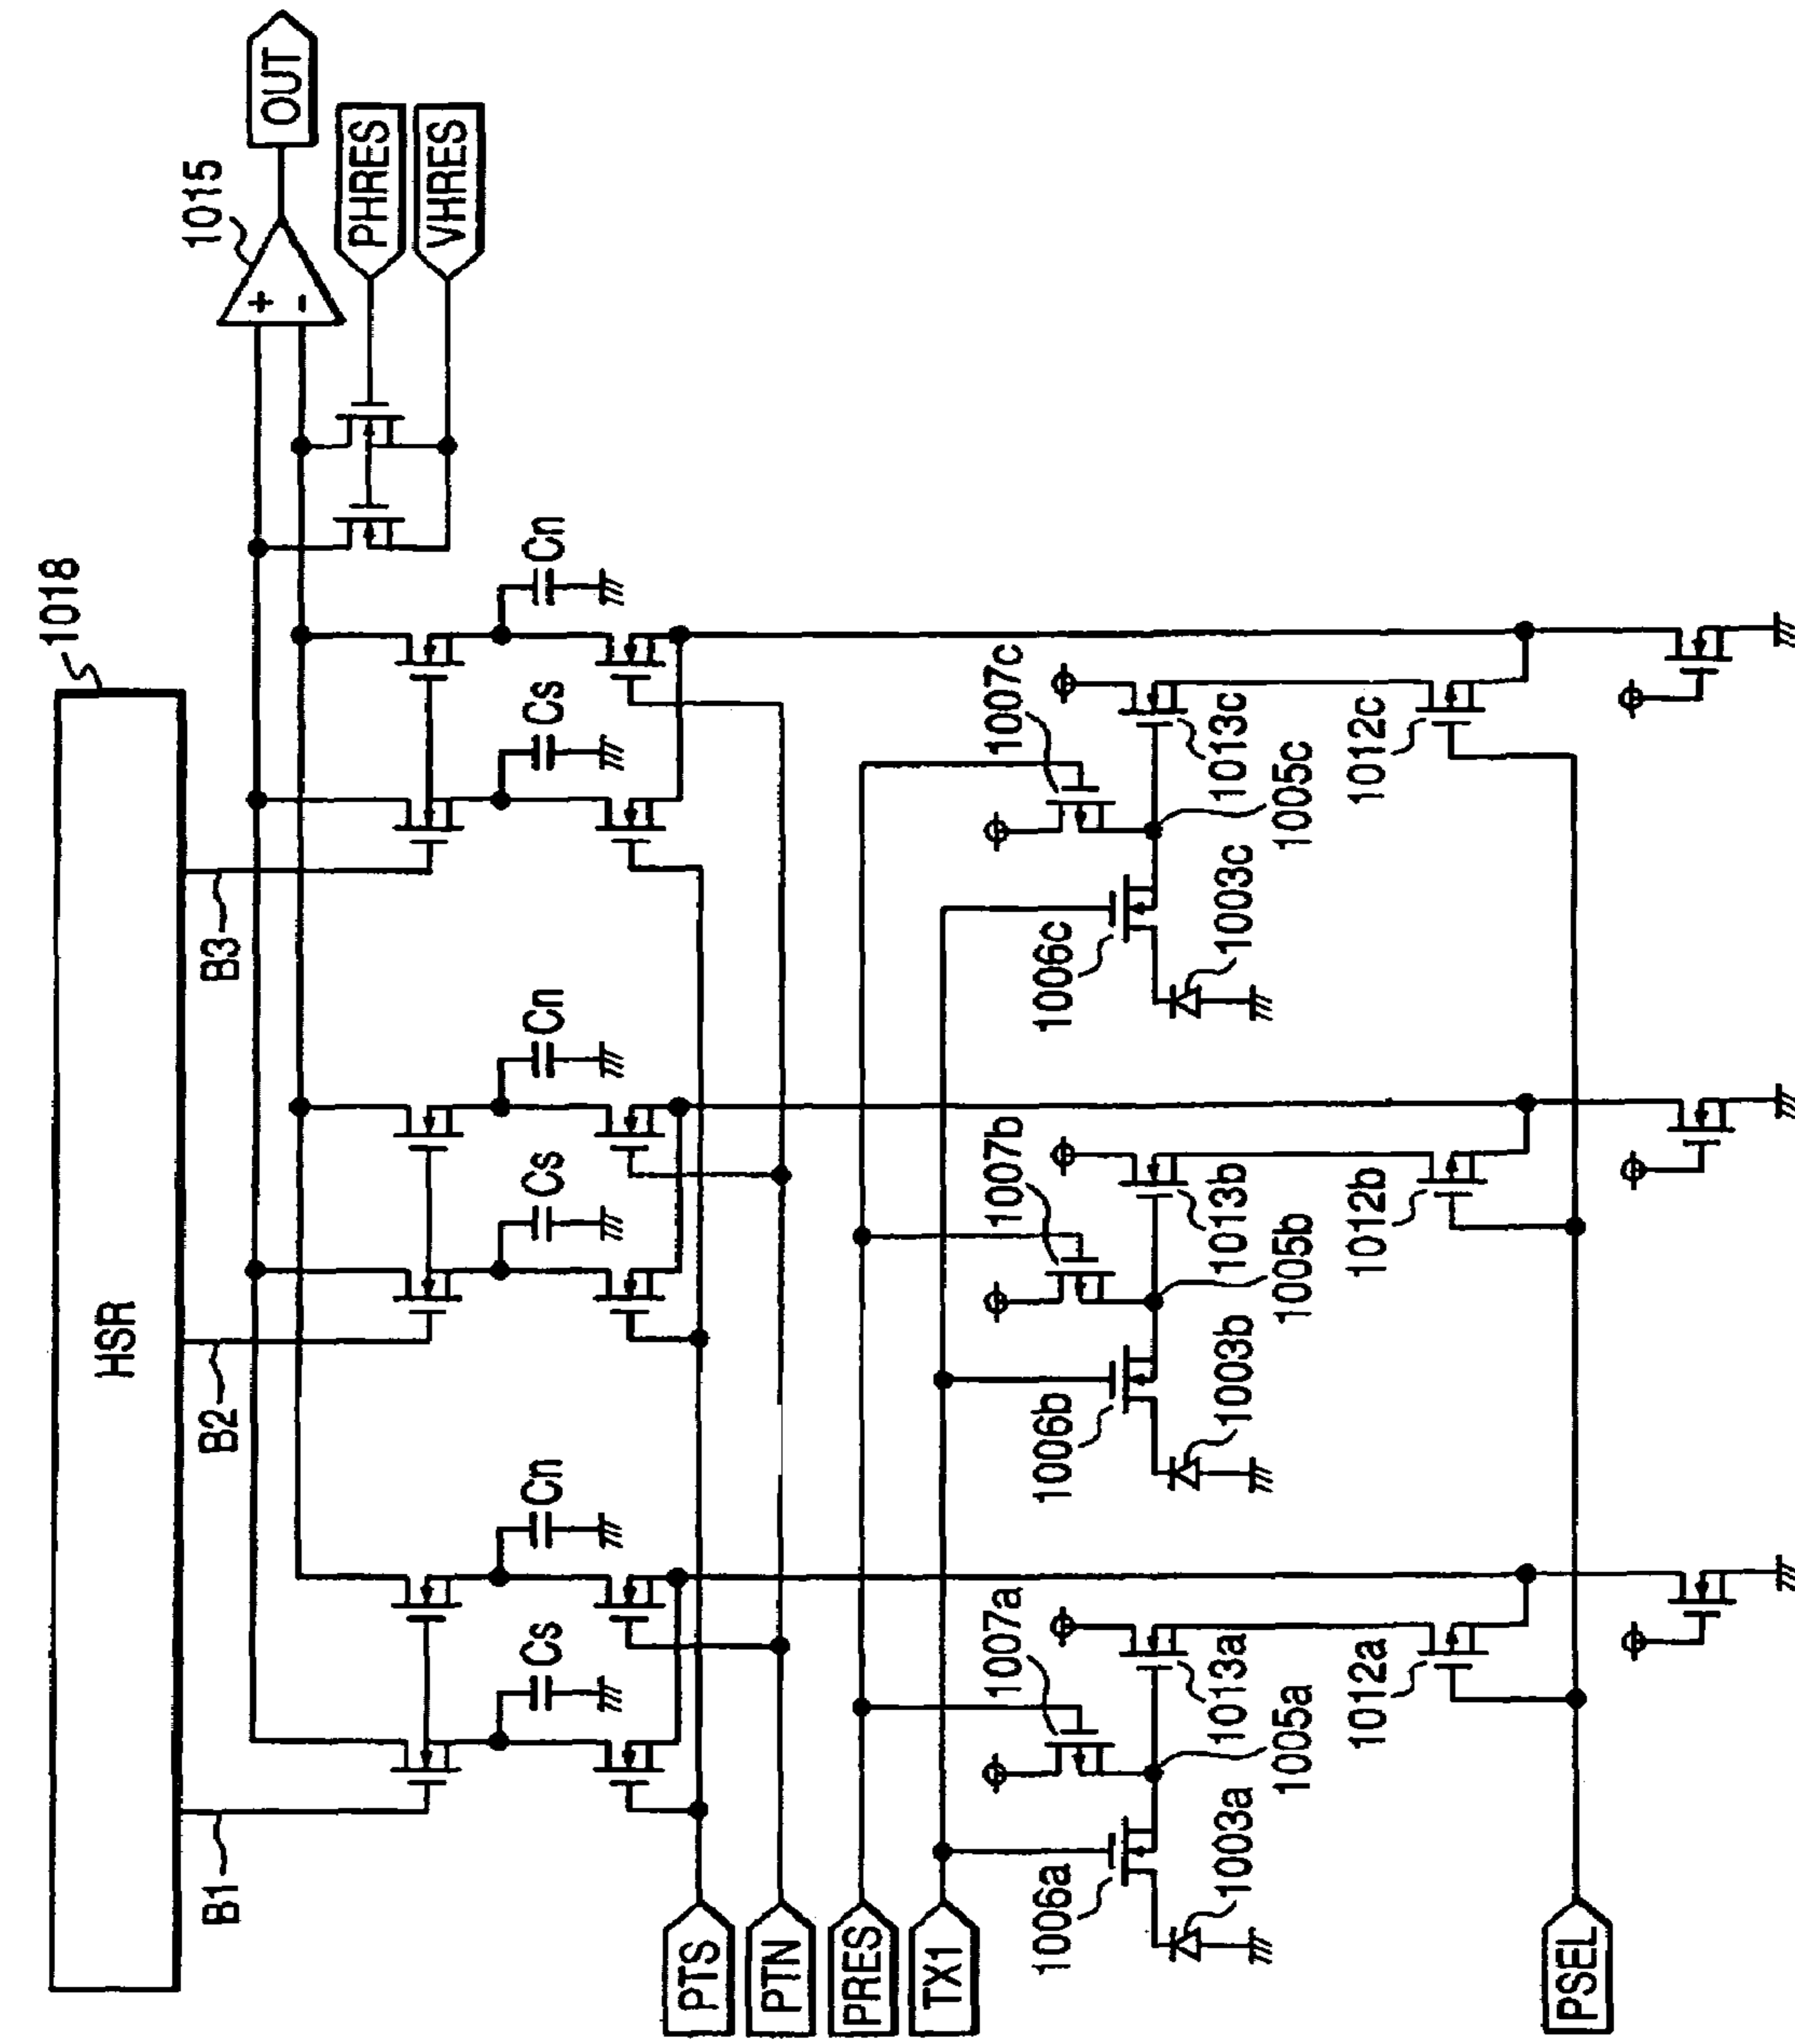 1018
HSR
B1
B2
B3
1015
+
-
OUT
PHRES
VHRES
Cs
Cn
Cs
Cn
Cs
Cn
PTS
PTN
PRES
TX1
1007a
1007b
1007c
1006a
1006b
1006c
1003a
1003b
1003c
1013a
1013b
1013c
1005a
1005b
1005c
1012a
1012b
1012c
PSEL